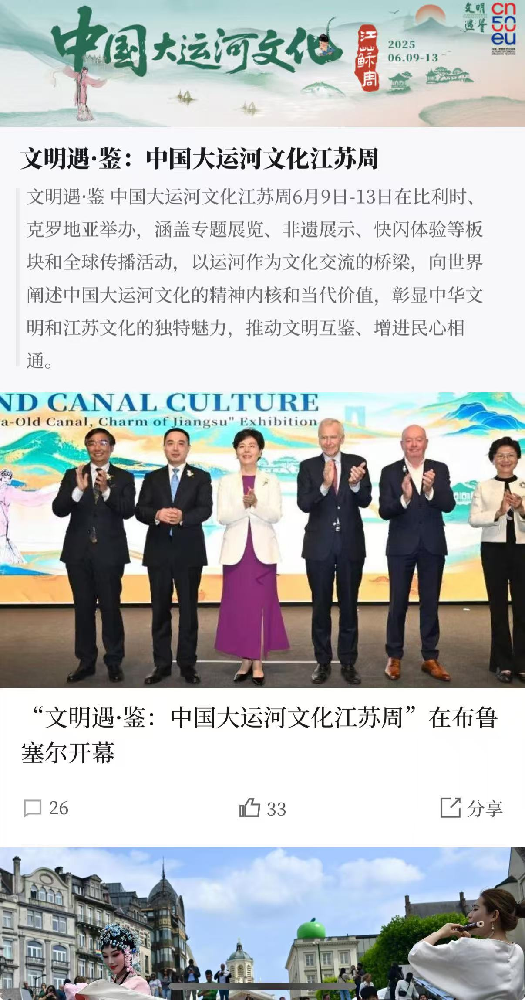 中国大运河文化
江蘇周
2025
06.09-13
文明
遇·鉴
cn
50
eu
文明遇·鉴：中国大运河文化江苏周
文明遇·鉴 中国大运河文化江苏周6月9日-13日在比利时、
克罗地亚举办，涵盖专题展览、非遗展示、快闪体验等板
块和全球传播活动，以运河作为文化交流的桥梁，向世界
阐述中国大运河文化的精神内核和当代价值，彰显中华文
明和江苏文化的独特魅力，推动文明互鉴、增进民心相
通。
ND CANAL CULTURE
a-Old Canal, Charm of Jiangsu" Exhibition
“文明遇·鉴：中国大运河文化江苏周”在布鲁
塞尔开幕
26
33
分享